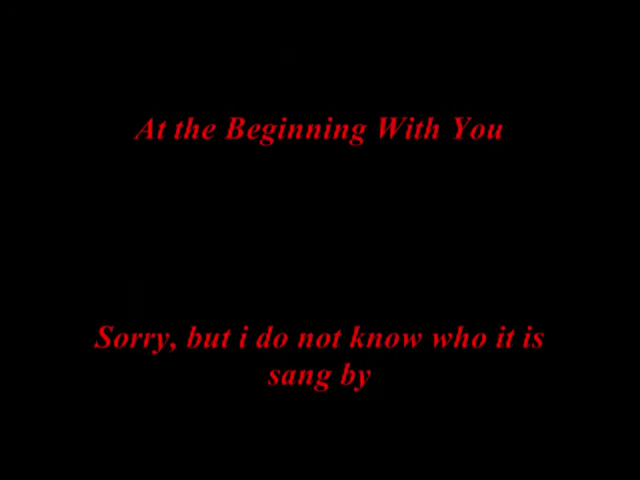 At the Beginning With You
Sorry, but i do not know who it is
sang by